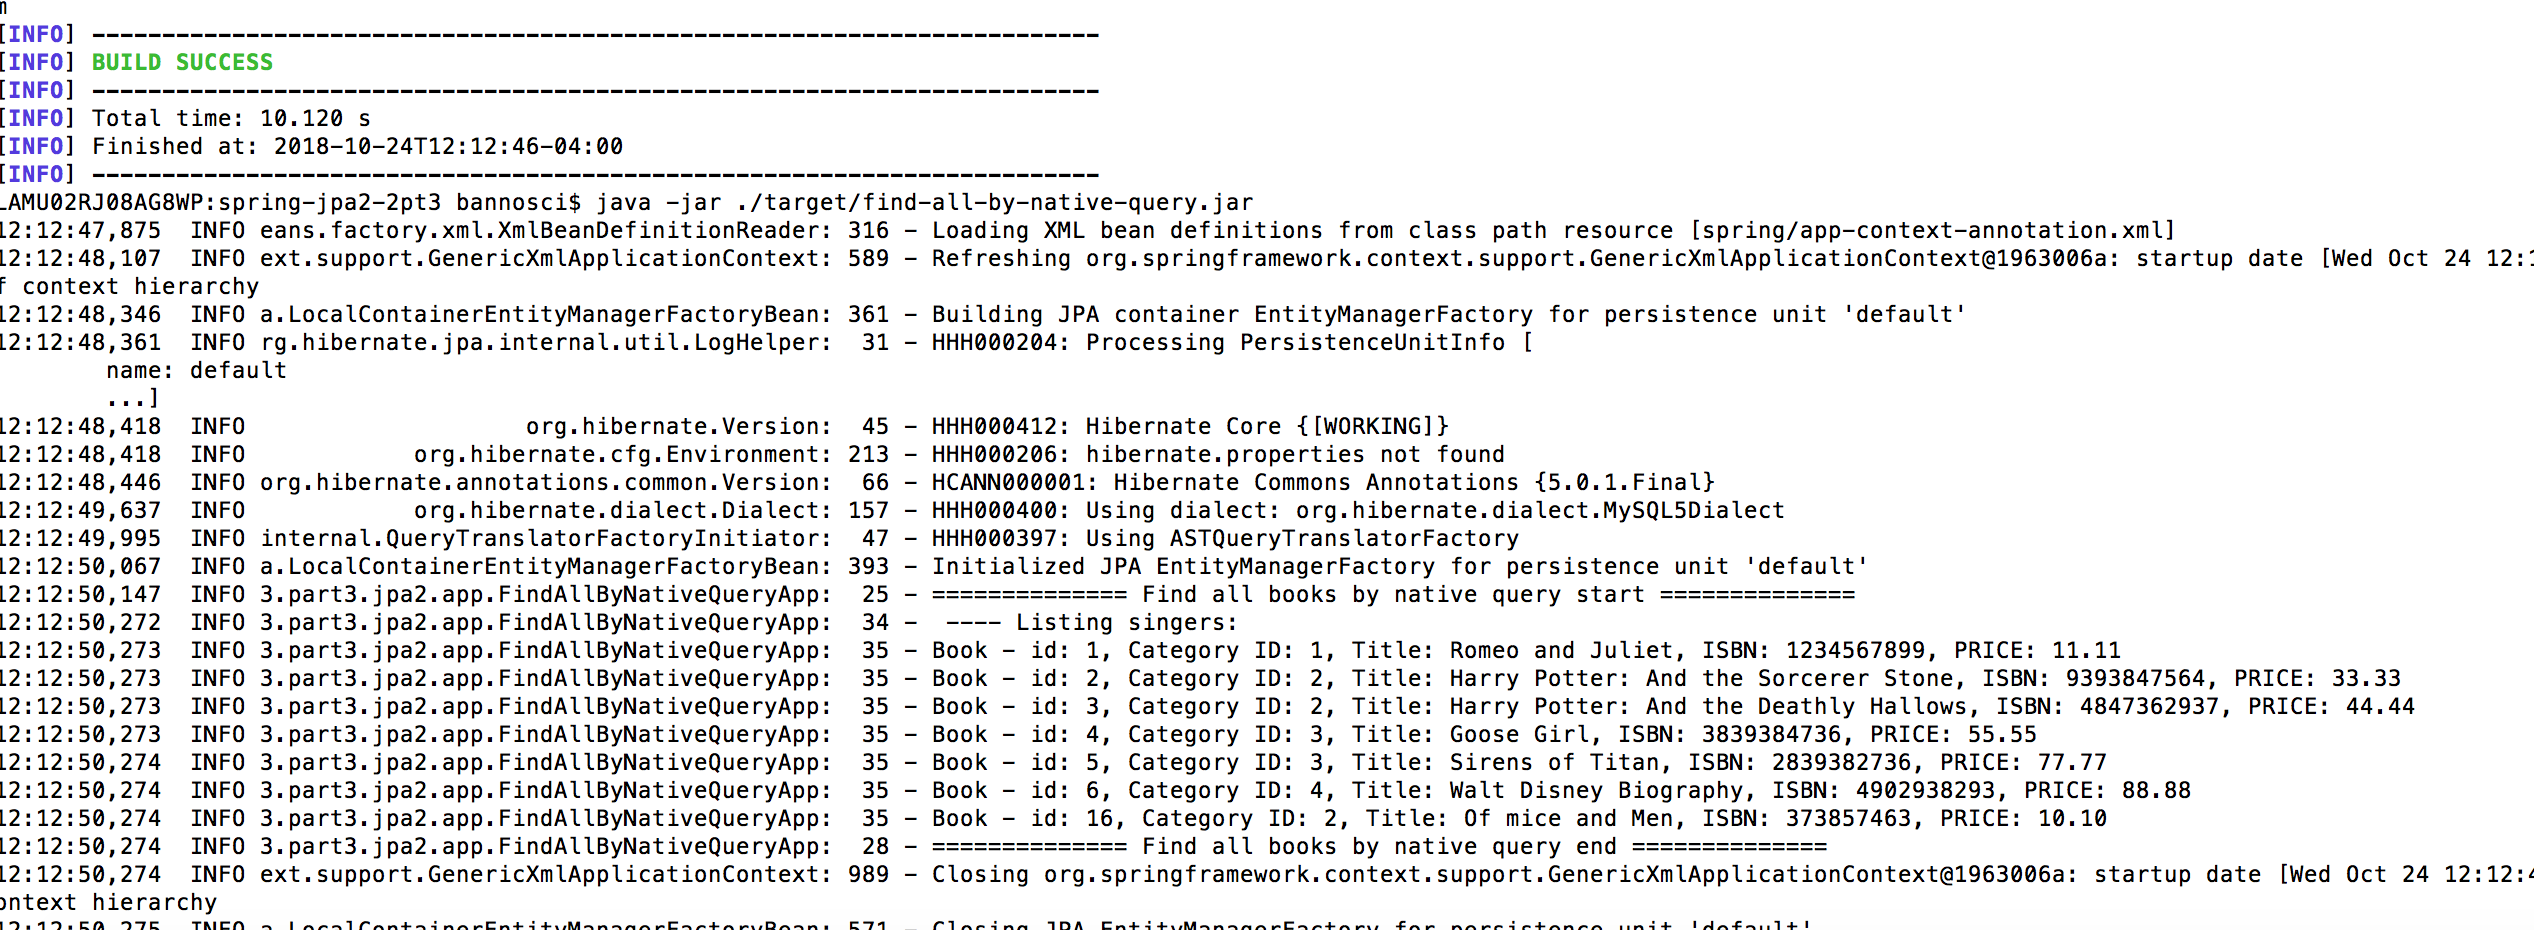 m
[INFO] ------------------------------------------------------------------------
[INFO] BUILD SUCCESS
[INFO] ------------------------------------------------------------------------
[INFO] Total time: 10.120 s
[INFO] Finished at: 2018-10-24T12:12:46-04:00
[INFO] ------------------------------------------------------------------------
LAMU02RJ08AG8WP:spring-jpa2-2pt3 bannosci$ java -jar ./target/find-all-by-native-query.jar
12:12:47,875  INFO eans.factory.xml.XmlBeanDefinitionReader: 316 - Loading XML bean definitions from class path resource [spring/app-context-annotation.xml]
12:12:48,107  INFO ext.support.GenericXmlApplicationContext: 589 - Refreshing org.springframework.context.support.GenericXmlApplicationContext@1963006a: startup date [Wed Oct 24 12:1
f context hierarchy
12:12:48,346  INFO a.LocalContainerEntityManagerFactoryBean: 361 - Building JPA container EntityManagerFactory for persistence unit 'default'
12:12:48,361  INFO rg.hibernate.jpa.internal.util.LogHelper:  31 - HHH000204: Processing PersistenceUnitInfo [
name: default
...]
12:12:48,418  INFO                    org.hibernate.Version:  45 - HHH000412: Hibernate Core {[WORKING]}
12:12:48,418  INFO            org.hibernate.cfg.Environment: 213 - HHH000206: hibernate.properties not found
12:12:48,446  INFO org.hibernate.annotations.common.Version:  66 - HCANN000001: Hibernate Commons Annotations {5.0.1.Final}
12:12:49,637  INFO            org.hibernate.dialect.Dialect: 157 - HHH000400: Using dialect: org.hibernate.dialect.MySQL5Dialect
12:12:49,995  INFO internal.QueryTranslatorFactoryInitiator:  47 - HHH000397: Using ASTQueryTranslatorFactory
12:12:50,067  INFO a.LocalContainerEntityManagerFactoryBean: 393 - Initialized JPA EntityManagerFactory for persistence unit 'default'
12:12:50,147  INFO 3.part3.jpa2.app.FindAllByNativeQueryApp:  25 - ============== Find all books by native query start ==============
12:12:50,272  INFO 3.part3.jpa2.app.FindAllByNativeQueryApp:  34 -  ---- Listing singers:
12:12:50,273  INFO 3.part3.jpa2.app.FindAllByNativeQueryApp:  35 - Book - id: 1, Category ID: 1, Title: Romeo and Juliet, ISBN: 1234567899, PRICE: 11.11
12:12:50,273  INFO 3.part3.jpa2.app.FindAllByNativeQueryApp:  35 - Book - id: 2, Category ID: 2, Title: Harry Potter: And the Sorcerer Stone, ISBN: 9393847564, PRICE: 33.33
12:12:50,273  INFO 3.part3.jpa2.app.FindAllByNativeQueryApp:  35 - Book - id: 3, Category ID: 2, Title: Harry Potter: And the Deathly Hallows, ISBN: 4847362937, PRICE: 44.44
12:12:50,273  INFO 3.part3.jpa2.app.FindAllByNativeQueryApp:  35 - Book - id: 4, Category ID: 3, Title: Goose Girl, ISBN: 3839384736, PRICE: 55.55
12:12:50,274  INFO 3.part3.jpa2.app.FindAllByNativeQueryApp:  35 - Book - id: 5, Category ID: 3, Title: Sirens of Titan, ISBN: 2839382736, PRICE: 77.77
12:12:50,274  INFO 3.part3.jpa2.app.FindAllByNativeQueryApp:  35 - Book - id: 6, Category ID: 4, Title: Walt Disney Biography, ISBN: 4902938293, PRICE: 88.88
12:12:50,274  INFO 3.part3.jpa2.app.FindAllByNativeQueryApp:  35 - Book - id: 16, Category ID: 2, Title: Of mice and Men, ISBN: 373857463, PRICE: 10.10
12:12:50,274  INFO 3.part3.jpa2.app.FindAllByNativeQueryApp:  28 - ============== Find all books by native query end ==============
12:12:50,274  INFO ext.support.GenericXmlApplicationContext: 989 - Closing org.springframework.context.support.GenericXmlApplicationContext@1963006a: startup date [Wed Oct 24 12:12:4
ontext hierarchy
12:12:50,275  INFO a.LocalContainerEntityManagerFactoryBean: 571 - Closing JPA EntityManagerFactory for persistence unit 'default'